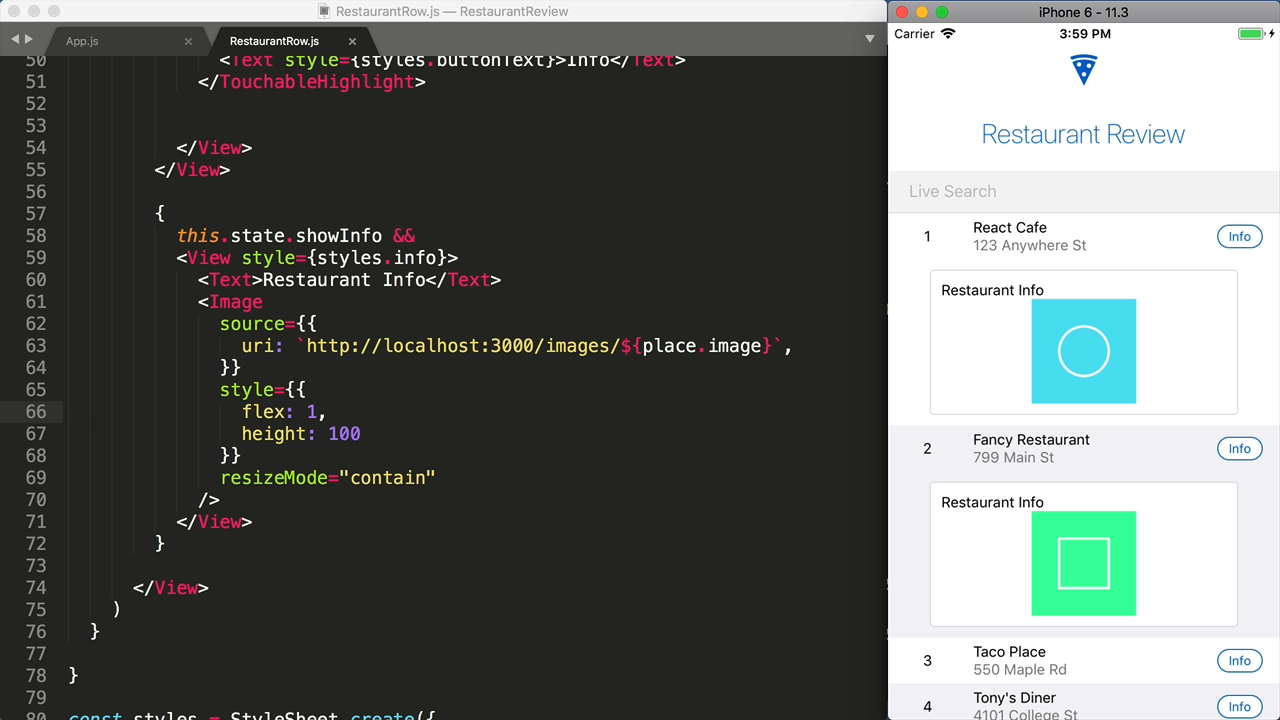 RestaurantRow.js — RestaurantReview
App.js
RestaurantRow.js
50 <Text style={styles.buttonText}>Info</Text>
51 </TouchableHighlight>
52
53
54 </View>
55 </View>
56
57 {
58 this.state.showInfo &&
59 <View style={styles.info}>
60 <Text>Restaurant Info</Text>
61 <Image
62 source={{
63 uri: `http://localhost:3000/images/${place.image}`,
64 }}
65 style={{
66 flex: 1,
67 height: 100
68 }}
69 resizeMode="contain"
70 />
71 </View>
72 }
73
74 </View>
75 )
76 }
77
78 }
79
80 const styles = StyleSheet.create({
iPhone 6 - 11.3
Carrier 3:59 PM
Restaurant Review
Live Search
1 React Cafe Info
123 Anywhere St
Restaurant Info
2 Fancy Restaurant Info
799 Main St
Restaurant Info
3 Taco Place Info
550 Maple Rd
4 Tony's Diner Info
4101 College St